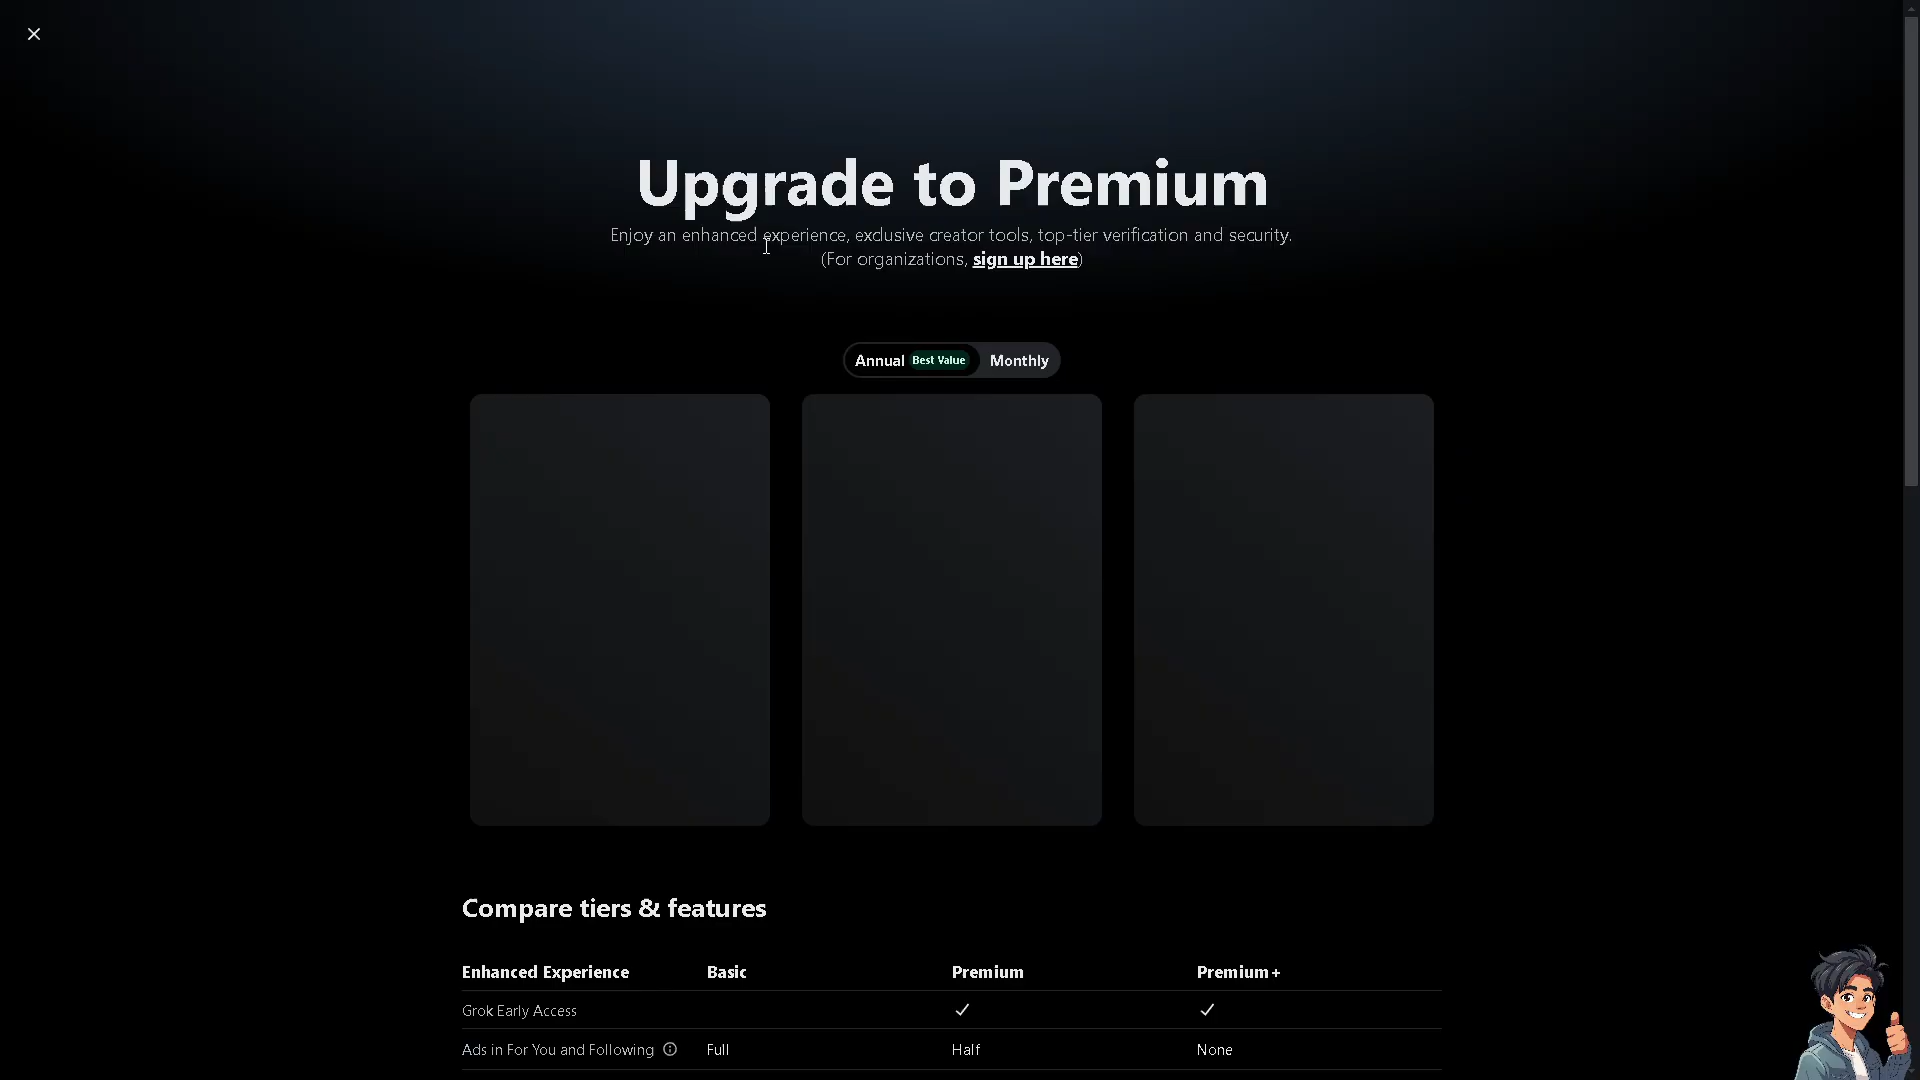 Upgrade to Premium
Enjoy an enhanced experience, exclusive creator tools, top-tier verification and security.
(For organizations, sign up here)
Annual Best Value Monthly
Compare tiers & features
Enhanced Experience Basic Premium Premium+
Grok Early Access ✓ ✓
Ads in For You and Following Full Half None